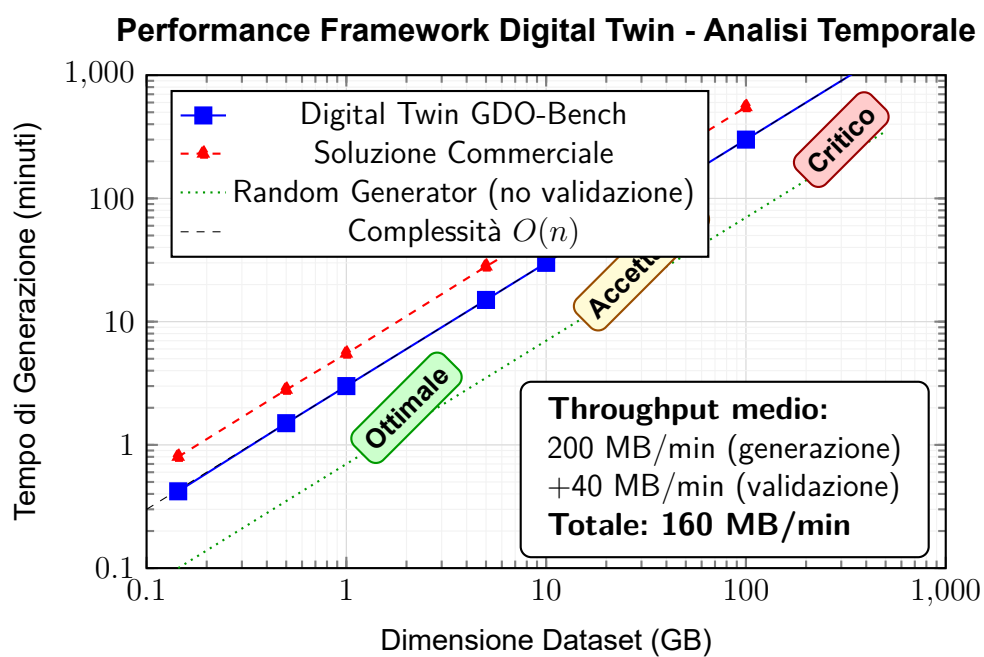 Performance Framework Digital Twin - Analisi Temporale
Tempo di Generazione (minuti)
1,000
100
10
1
0.1
Digital Twin GDO-Bench
Soluzione Commerciale
Random Generator (no validazione)
Complessità O(n)
Critico
Ottimale
Throughput medio:
200 MB/min (generazione)
+40 MB/min (validazione)
Totale: 160 MB/min
0.1
1
10
100
1,000
Dimensione Dataset (GB)